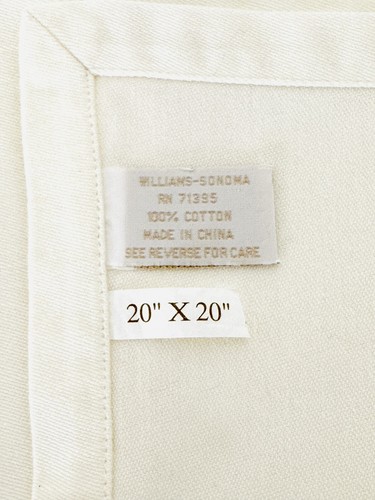 WILLIAMS-SONOMA
RN 71395
100% COTTON
MADE IN CHINA
SEE REVERSE FOR CARE
20" X 20"